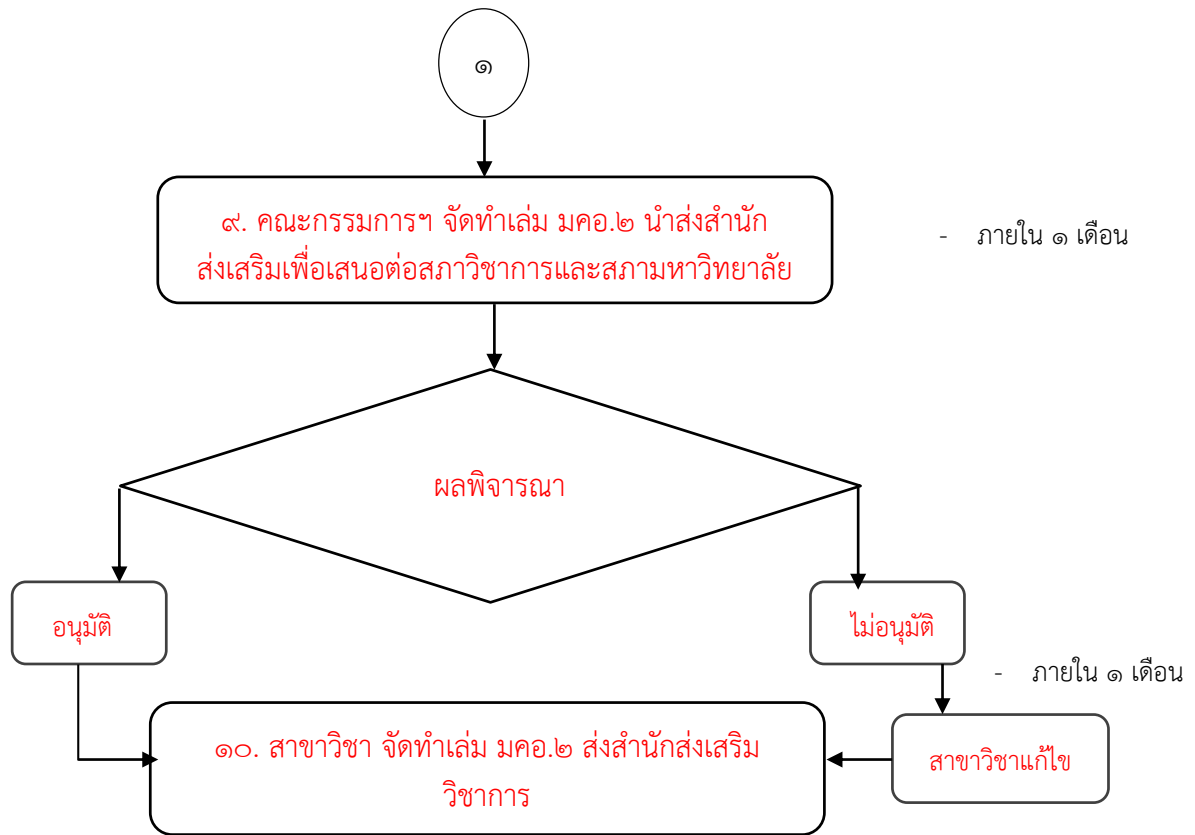 ๑
๙. คณะกรรมการฯ จัดทำเล่ม มคอ.๒ นำส่งสำนัก
ส่งเสริมเพื่อเสนอต่อสภาวิชาการและสภามหาวิทยาลัย
- ภายใน ๑ เดือน
ผลพิจารณา
อนุมัติ
ไม่อนุมัติ
- ภายใน ๑ เดือน
๑๐. สาขาวิชา จัดทำเล่ม มคอ.๒ ส่งสำนักส่งเสริม
วิชาการ
สาขาวิชาแก้ไข